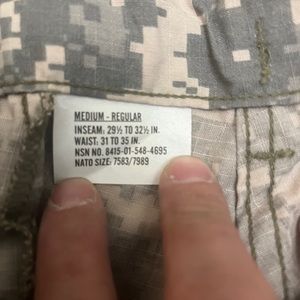 MEDIUM - REGULAR
INSEAM: 29½ TO 32½ IN.
WAIST: 31 TO 35 IN.
NSN NO. 8415-01-548-4695
NATO SIZE: 7583/7989